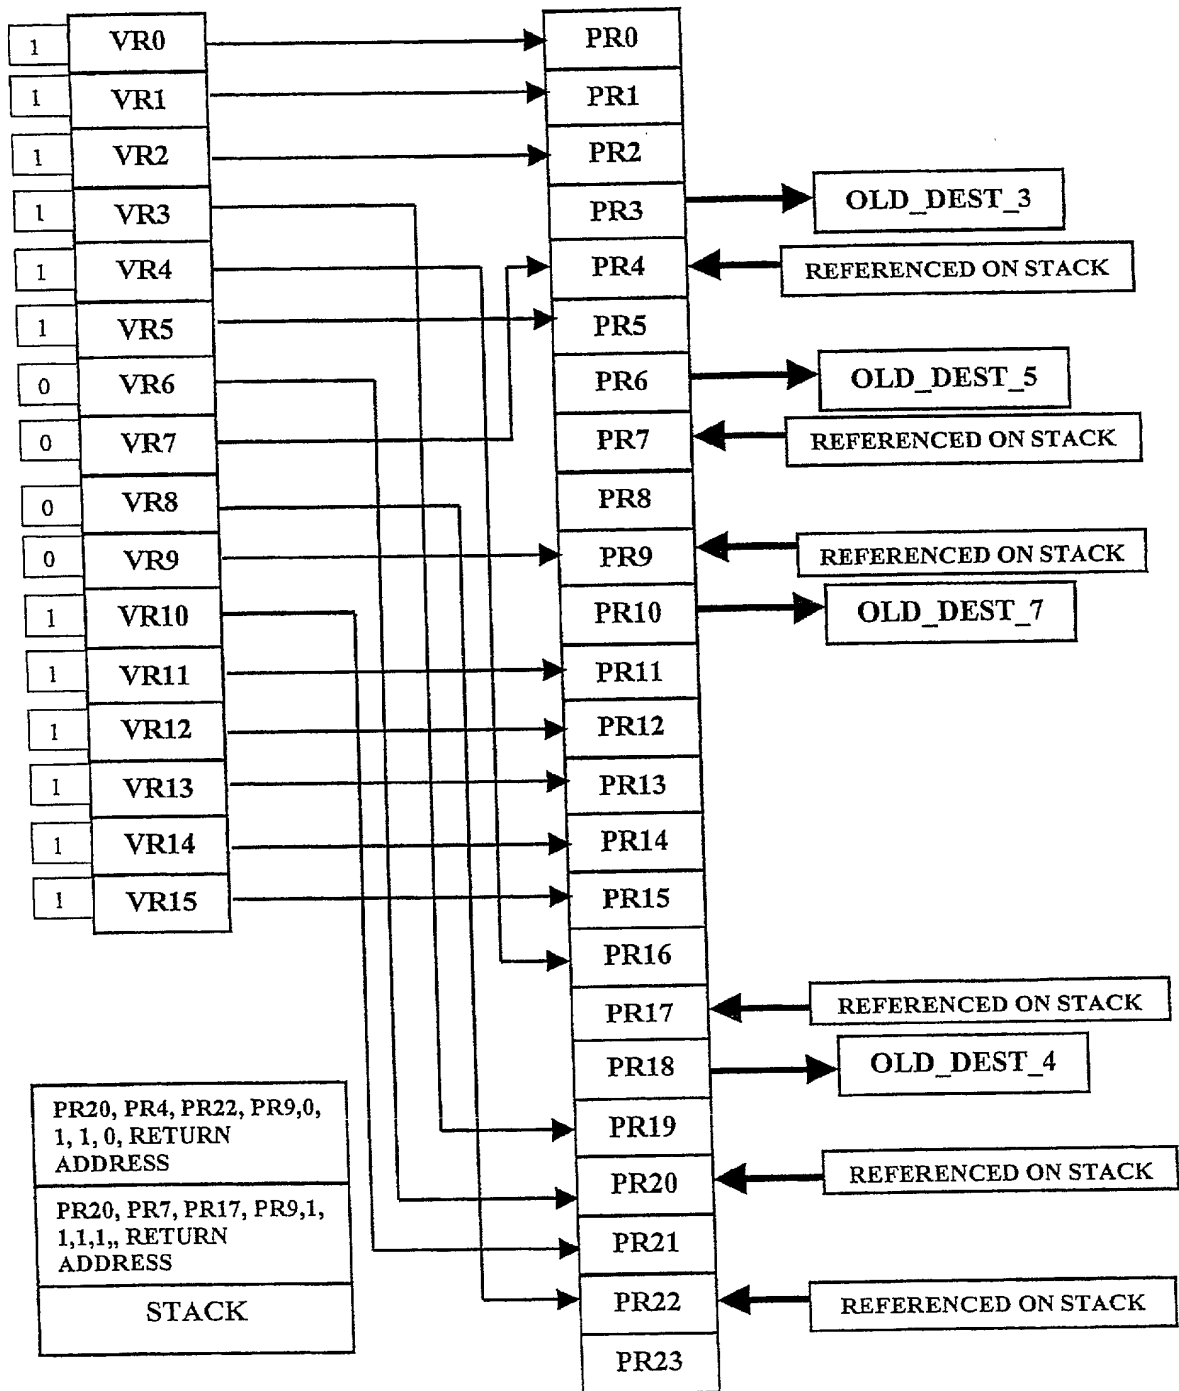 1 VR0 PR0
1 VR1 PR1
1 VR2 PR2
1 VR3 PR3 OLD_DEST_3
1 VR4 PR4 REFERENCED ON STACK
1 VR5 PR5
0 VR6 PR6 OLD_DEST_5
0 VR7 PR7 REFERENCED ON STACK
0 VR8 PR8
0 VR9 PR9 REFERENCED ON STACK
1 VR10 PR10 OLD_DEST_7
1 VR11 PR11
1 VR12 PR12
1 VR13 PR13
1 VR14 PR14
1 VR15 PR15
PR16
PR17 REFERENCED ON STACK
PR18 OLD_DEST_4
PR19
PR20 REFERENCED ON STACK
PR21
PR22 REFERENCED ON STACK
PR23
PR20, PR4, PR22, PR9,0,
1, 1, 0, RETURN
ADDRESS
PR20, PR7, PR17, PR9,1,
1,1,1,, RETURN
ADDRESS
STACK